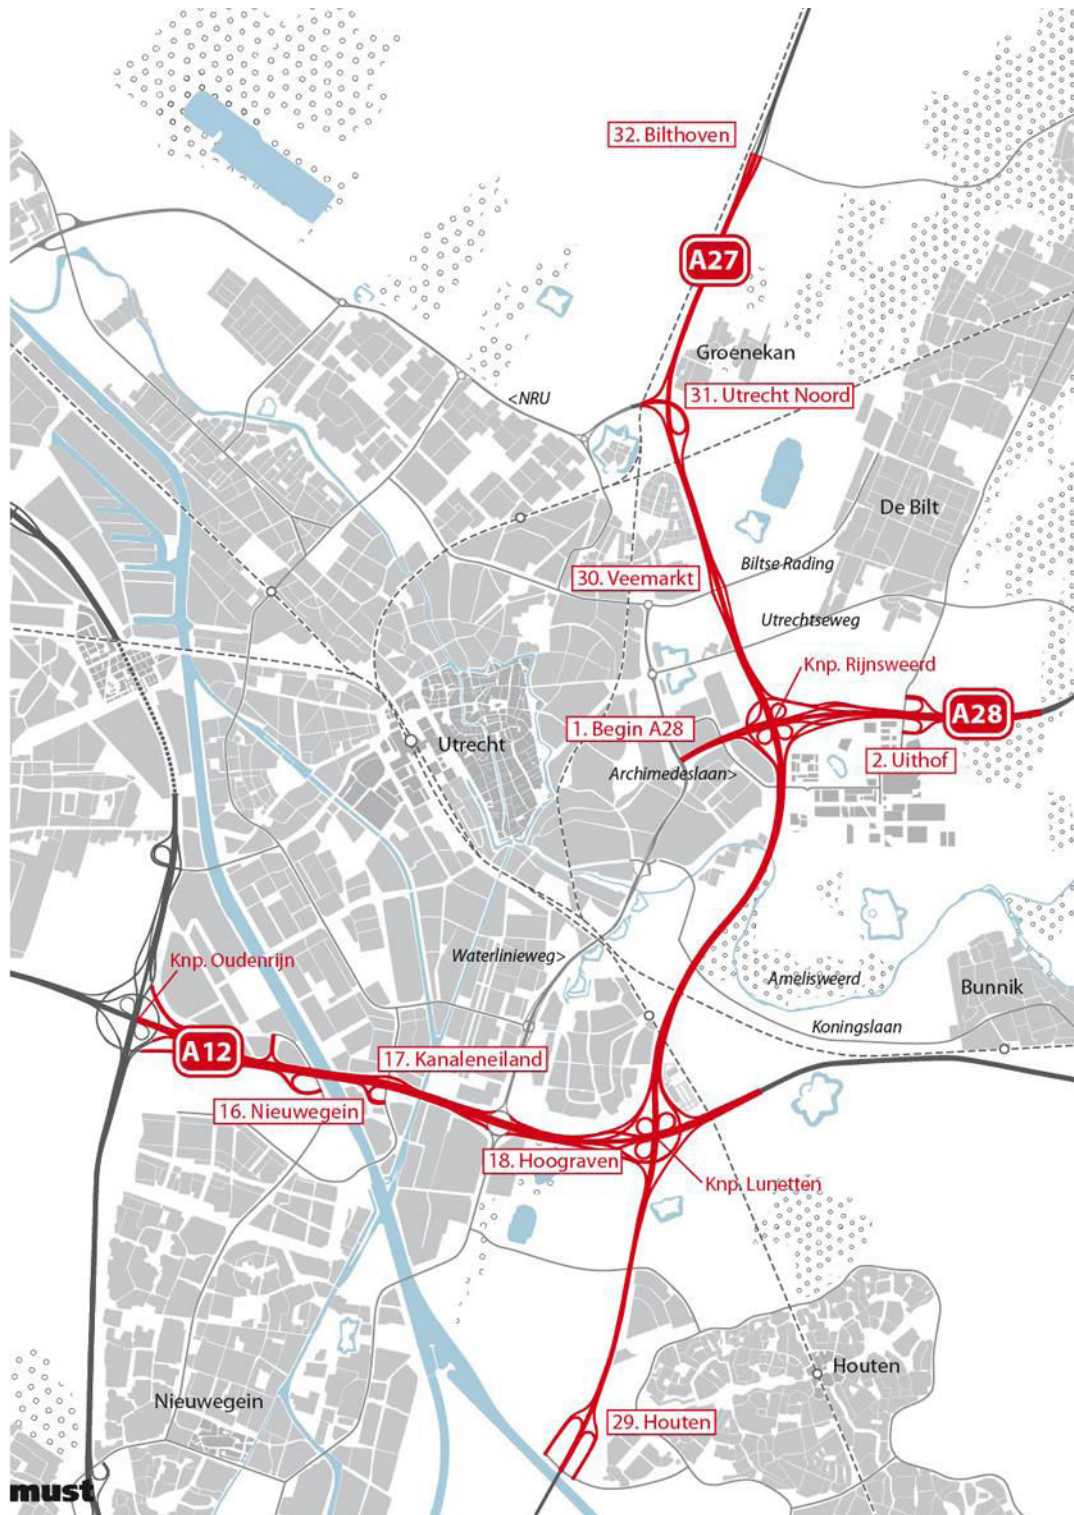 32. Bilthoven
A27
Groenekan
31. Utrecht Noord
<NRU
De Bilt
Biltse Rading
30. Veemarkt
Utrechtseweg
Knp. Rijnsweerd
A28
1. Begin A28
Utrecht
2. Uithof
Archimedeslaan>
Waterlinieweg>
Knp. Oudenrijn
Amelisweerd
Bunnik
Koningslaan
A12
17. Kanaleneiland
16. Nieuwegein
18. Hoograven
Knp. Lunetten
Houten
Nieuwegein
29. Houten
must